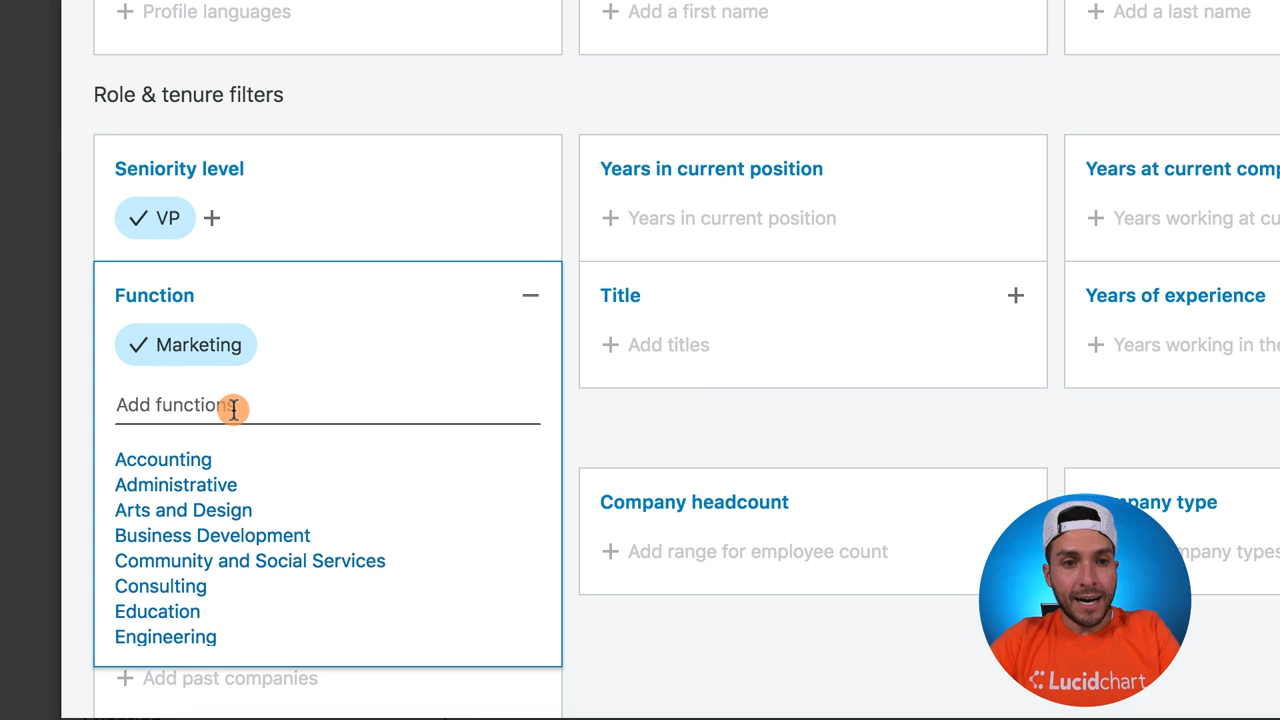 + Profile languages
+ Add a first name
+ Add a last name
Role & tenure filters
Seniority level
✓ VP +
Years in current position
+ Years in current position
Years at current comp
+ Years working at cu
Function −
✓ Marketing
Add functions
Accounting
Administrative
Arts and Design
Business Development
Community and Social Services
Consulting
Education
Engineering
Title +
+ Add titles
Years of experience
+ Years working in the
Company headcount
+ Add range for employee count
mpany type
mpany types
+ Add past companies
Lucidchart